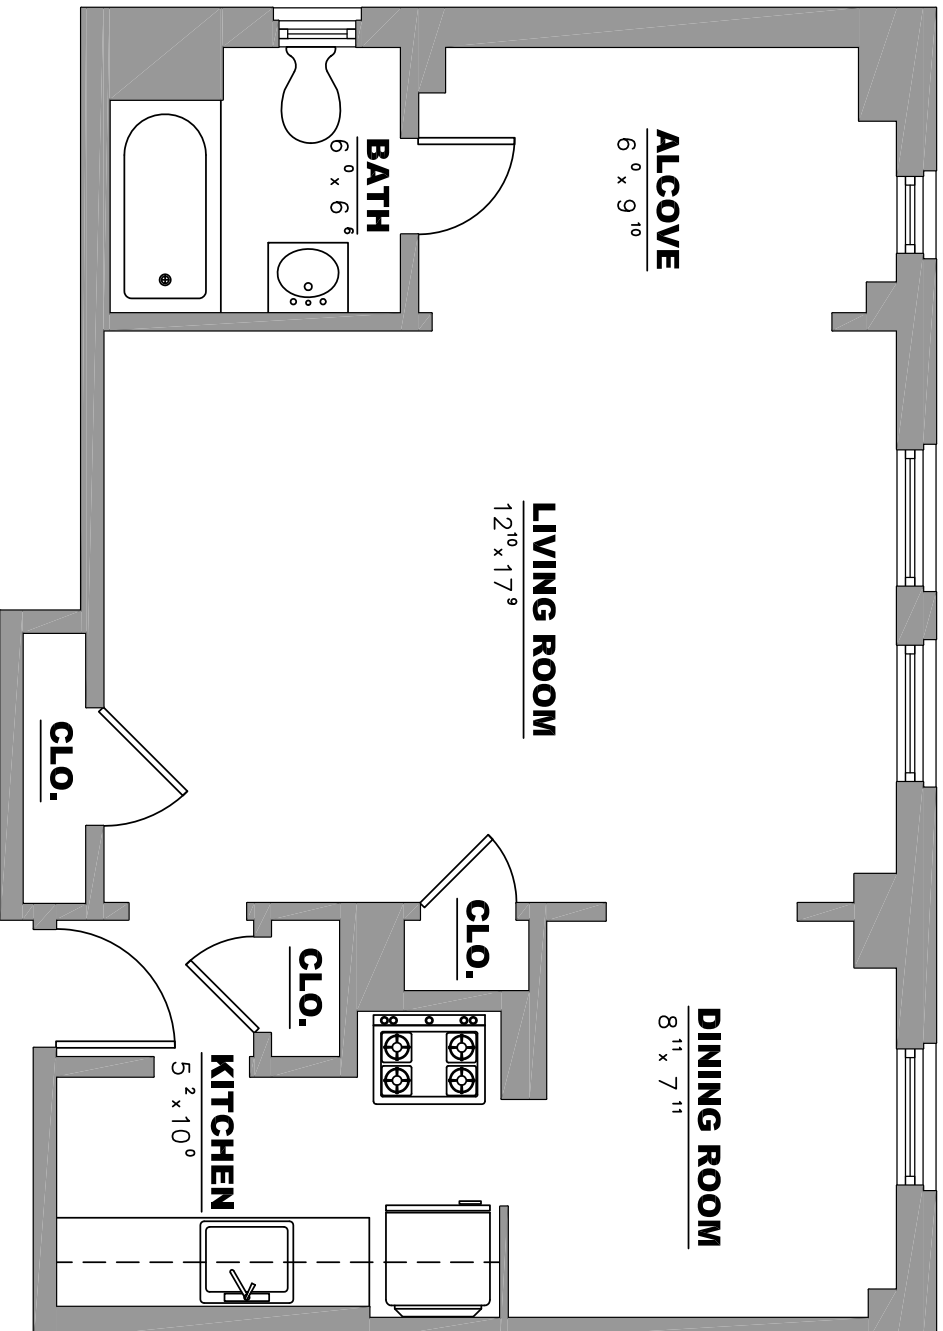 BATH
6⁰ x 6⁶
ALCOVE
6⁰ x 9¹⁰
LIVING ROOM
12¹⁰ x 17⁹
CLO.
CLO.
CLO.
KITCHEN
5² x 10⁰
DINING ROOM
8¹¹ x 7¹¹